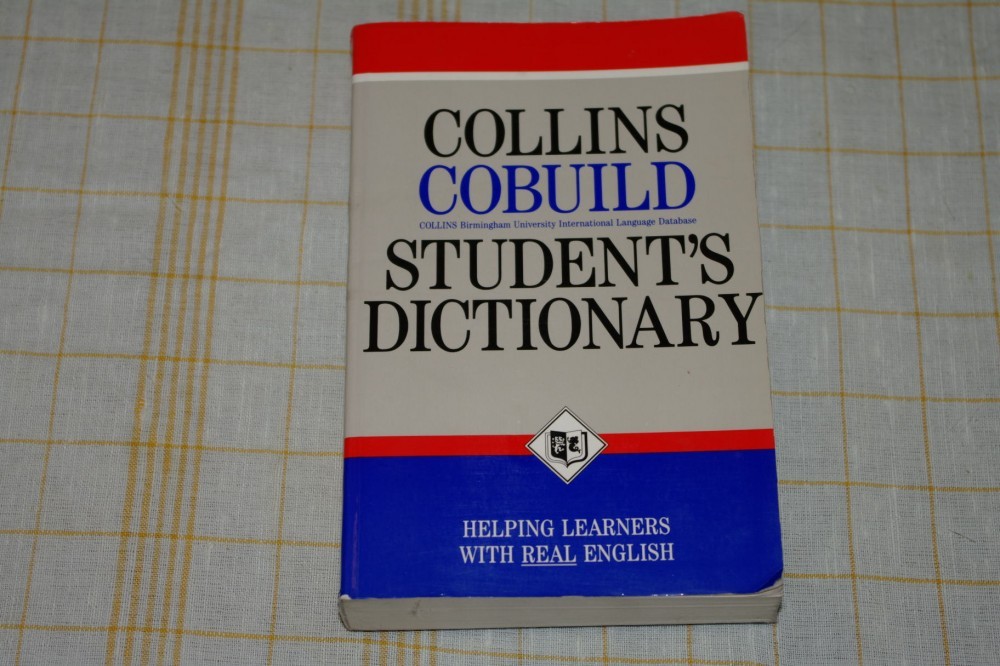 COLLINS
COBUILD
COLLINS Birmingham University International Language Database
STUDENT'S
DICTIONARY
HELPING LEARNERS
WITH REAL ENGLISH